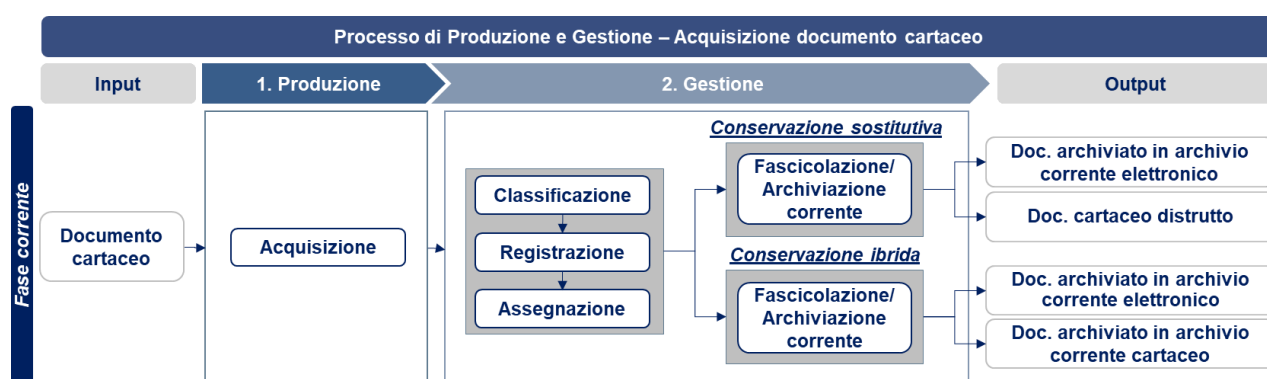 Processo di Produzione e Gestione – Acquisizione documento cartaceo
Input
1. Produzione
2. Gestione
Output
Fase corrente
Documento
cartaceo
Acquisizione
Classificazione
Registrazione
Assegnazione
Conservazione sostitutiva
Fascicolazione/
Archiviazione
corrente
Conservazione ibrida
Fascicolazione/
Archiviazione
corrente
Doc. archiviato in archivio
corrente elettronico
Doc. cartaceo distrutto
Doc. archiviato in archivio
corrente elettronico
Doc. archiviato in archivio
corrente cartaceo